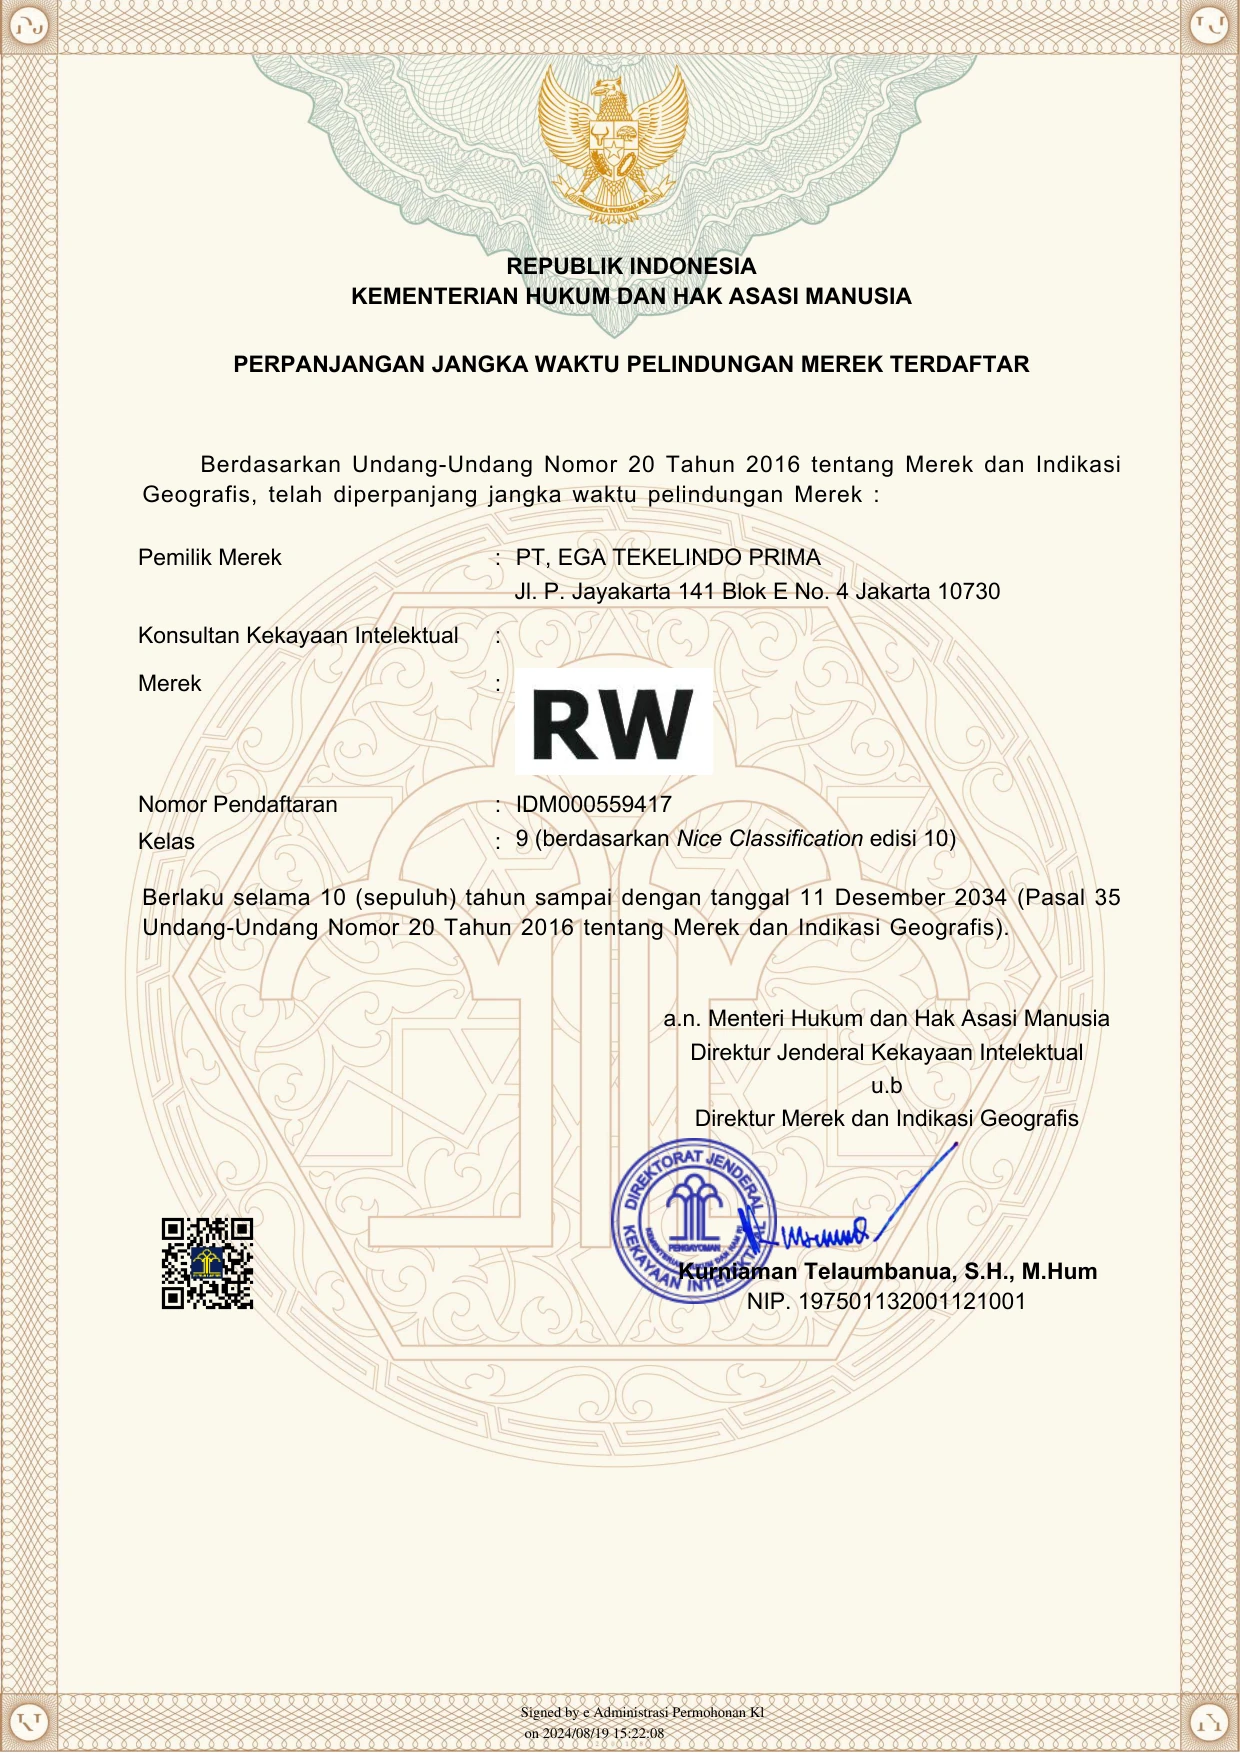 REPUBLIK INDONESIA
KEMENTERIAN HUKUM DAN HAK ASASI MANUSIA
PERPANJANGAN JANGKA WAKTU PELINDUNGAN MEREK TERDAFTAR
Berdasarkan Undang-Undang Nomor 20 Tahun 2016 tentang Merek dan Indikasi
Geografis, telah diperpanjang jangka waktu pelindungan Merek :
Pemilik Merek : PT, EGA TEKELINDO PRIMA
Jl. P. Jayakarta 141 Blok E No. 4 Jakarta 10730
Konsultan Kekayaan Intelektual :
Merek : RW
Nomor Pendaftaran : IDM000559417
Kelas : 9 (berdasarkan Nice Classification edisi 10)
Berlaku selama 10 (sepuluh) tahun sampai dengan tanggal 11 Desember 2034 (Pasal 35
Undang-Undang Nomor 20 Tahun 2016 tentang Merek dan Indikasi Geografis).
a.n. Menteri Hukum dan Hak Asasi Manusia
Direktur Jenderal Kekayaan Intelektual
u.b
Direktur Merek dan Indikasi Geografis
DIREKTORAT JENDERAL
KEKAYAAN INTELEKTUAL
PENGAYOMAN
Kurniaman Telaumbanua, S.H., M.Hum
NIP. 197501132001121001
Signed by e Administrasi Permohonan KI
on 2024/08/19 15:22:08